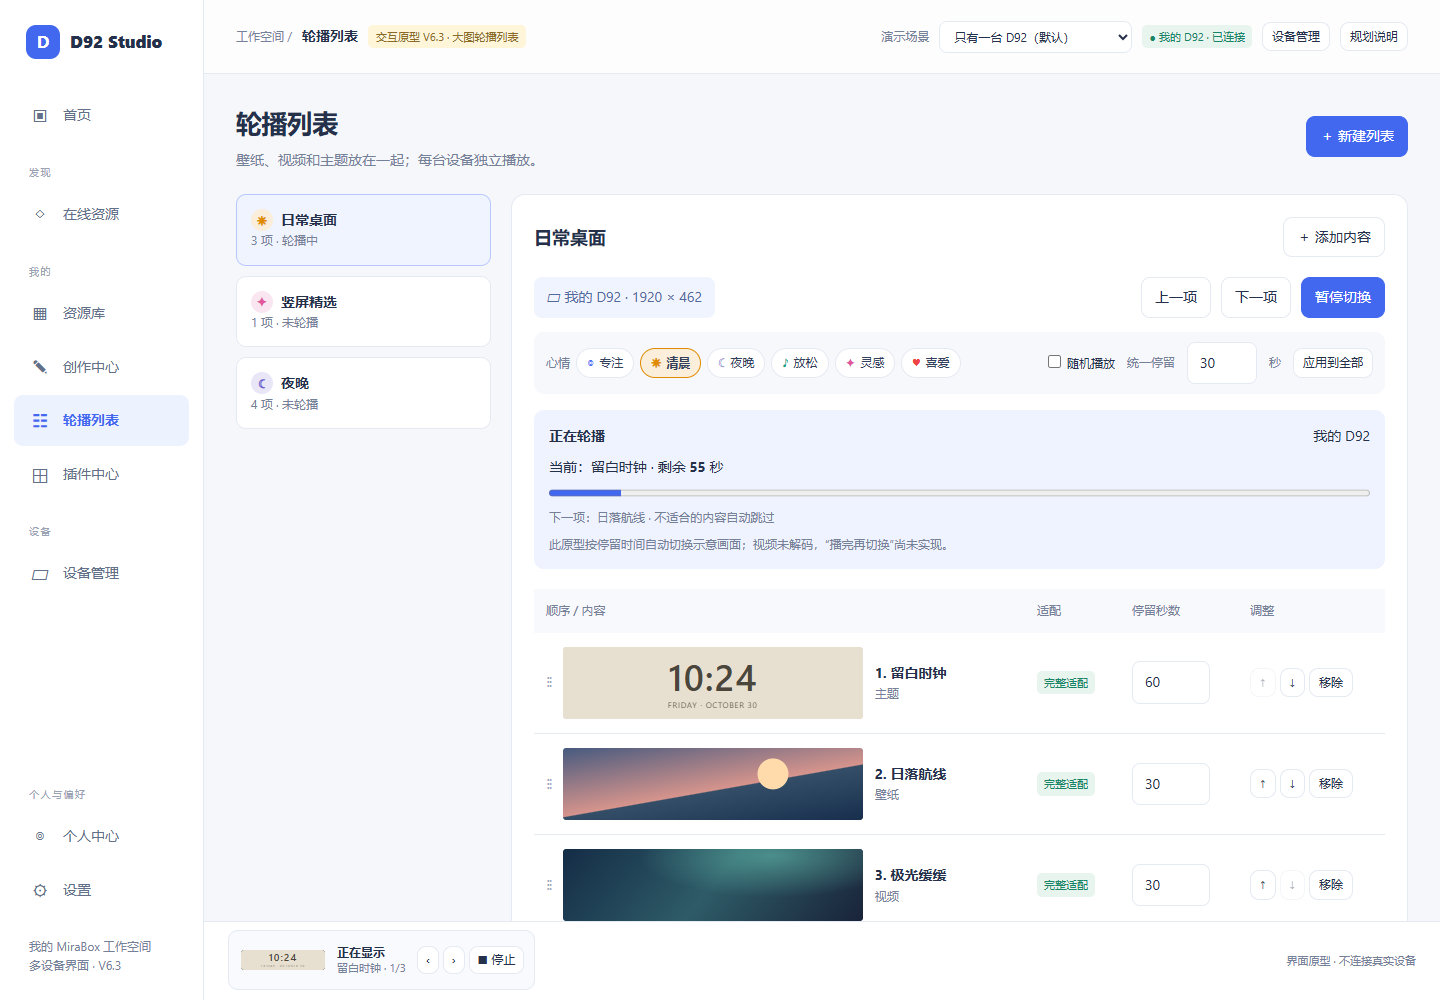 D D92 Studio
首页
发现
在线资源
我的
资源库
创作中心
轮播列表
插件中心
设备
设备管理
个人与偏好
个人中心
设置
我的 MiraBox 工作空间
多设备界面 · V6.3
工作空间 / 轮播列表 交互原型 V6.3 · 大图轮播列表
演示场景 只有一台 D92（默认） ● 我的 D92 · 已连接 设备管理 规划说明
轮播列表
壁纸、视频和主题放在一起；每台设备独立播放。
＋ 新建列表
日常桌面
3 项 · 轮播中
竖屏精选
1 项 · 未轮播
夜晚
4 项 · 未轮播
日常桌面
＋ 添加内容
我的 D92 · 1920 × 462
上一项 下一项 暂停切换
心情 专注 清晨 夜晚 放松 灵感 喜爱
随机播放 统一停留 30 秒 应用到全部
正在轮播 我的 D92
当前：留白时钟 · 剩余 55 秒
下一项：日落航线 · 不适合的内容自动跳过
此原型按停留时间自动切换示意画面；视频未解码，“播完再切换”尚未实现。
顺序 / 内容 适配 停留秒数 调整
10:24
FRIDAY · OCTOBER 30
1. 留白时钟
主题
完整适配 60 ↑ ↓ 移除
2. 日落航线
壁纸
完整适配 30 ↑ ↓ 移除
3. 极光缓缓
视频
完整适配 30 ↑ ↓ 移除
10:24
正在显示
留白时钟 · 1/3
‹ › ■ 停止
界面原型 · 不连接真实设备